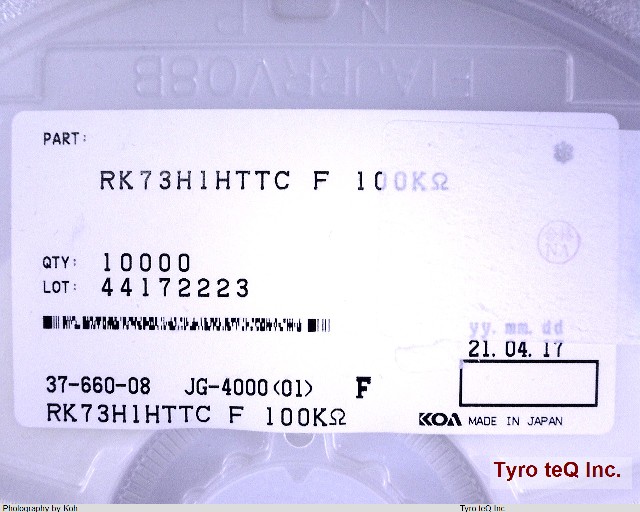 EIAJRRV08B
PART:
RK73H1HTTC F 100KΩ
QTY: 10000
LOT: 44172223
NA
yy. mm. dd
21. 04. 17
37-660-08 JG-4000(01) F
RK73H1HTTC F 100KΩ
KOA MADE IN JAPAN
Tyro teQ Inc.
Photography by Koh
Tyro teQ Inc